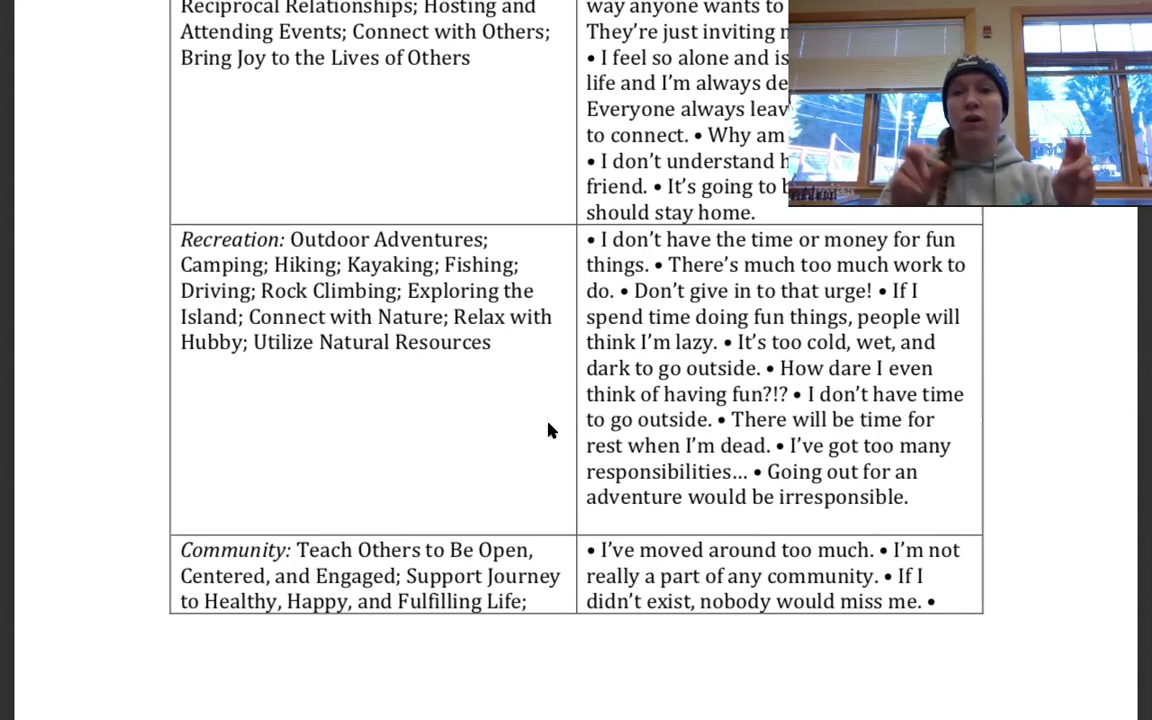 Reciprocal Relationships; Hosting and
Attending Events; Connect with Others;
Bring Joy to the Lives of Others
way anyone wants to
They're just inviting
• I feel so alone and
life and I'm always
Everyone always
to connect. • Why am
• I don't understand
friend. • It's going to
should stay home.
Recreation: Outdoor Adventures;
Camping; Hiking; Kayaking; Fishing;
Driving; Rock Climbing; Exploring the
Island; Connect with Nature; Relax with
Hubby; Utilize Natural Resources
• I don't have the time or money for fun
things. • There's much too much work to
do. • Don't give in to that urge! • If I
spend time doing fun things, people will
think I'm lazy. • It's too cold, wet, and
dark to go outside. • How dare I even
think of having fun?!? • I don't have time
to go outside. • There will be time for
rest when I'm dead. • I've got too many
responsibilities… • Going out for an
adventure would be irresponsible.
Community: Teach Others to Be Open,
Centered, and Engaged; Support Journey
to Healthy, Happy, and Fulfilling Life;
• I've moved around too much. • I'm not
really a part of any community. • If I
didn't exist, nobody would miss me. •